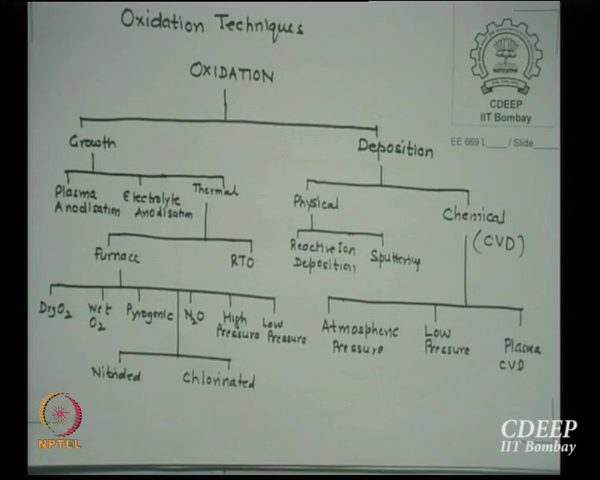 Oxidation Techniques
OXIDATION
Growth
Deposition
Plasma
Anodisation
Electrolyte
Anodisation
Thermal
Physical
Chemical
(CVD)
Furnace
RTO
Reactive Ion
Deposition
Sputtering
Dry O2
Wet
O2
Pyrogenic
N2O
High
Pressure
Low
Pressure
Atmospheric
Pressure
Low
Pressure
Plasma
CVD
Nitrided
Chlorinated
CDEEP
IIT Bombay
EE 669 L____ / Slide____
NPTEL
CDEEP
IIT Bombay